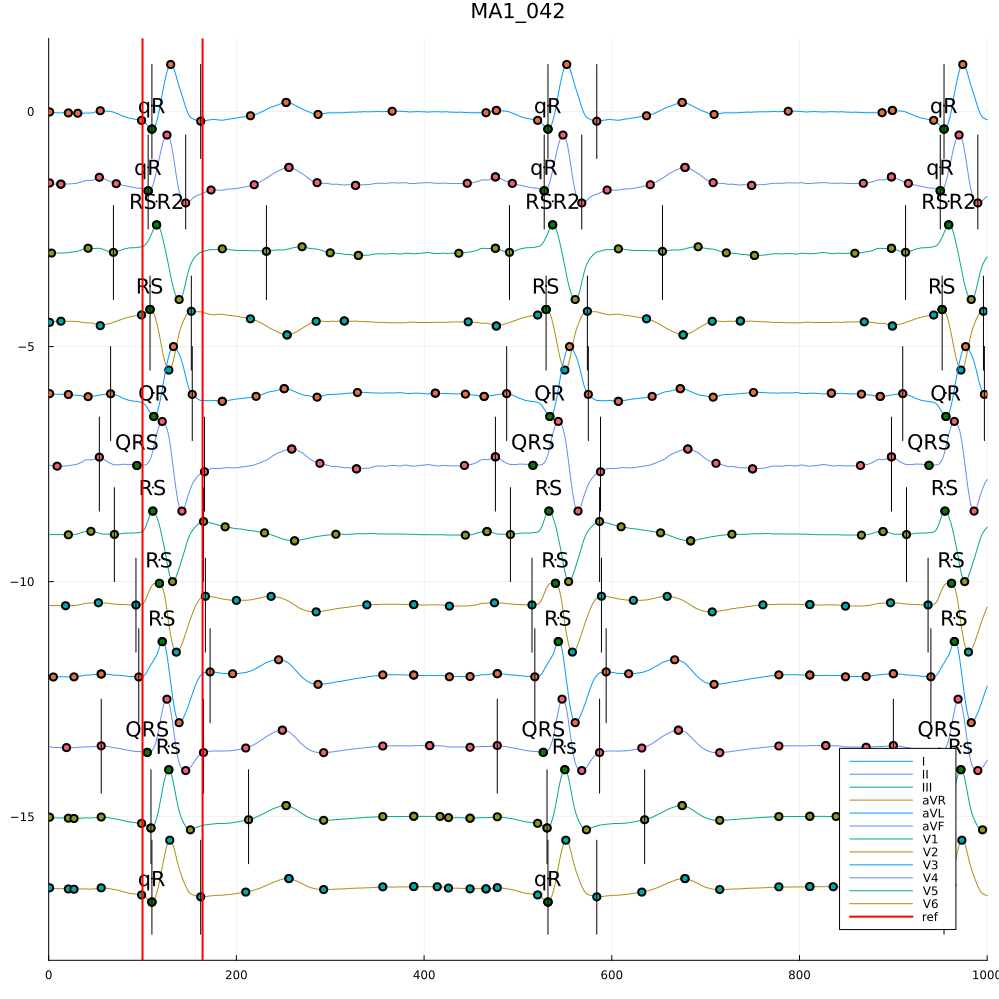 MA1_042
0
qR qR qR
qR qR qR
RSR2 RSR2 RSR2
RS RS RS
−5
QR QR QR
QRS QRS QRS
RS RS RS
−10
RS RS RS
RS RS RS
QRS QRS QRS
Rs Rs Rs
−15
qR qR
I
II
III
aVR
aVL
aVF
V1
V2
V3
V4
V5
V6
ref
0 200 400 600 800 1000